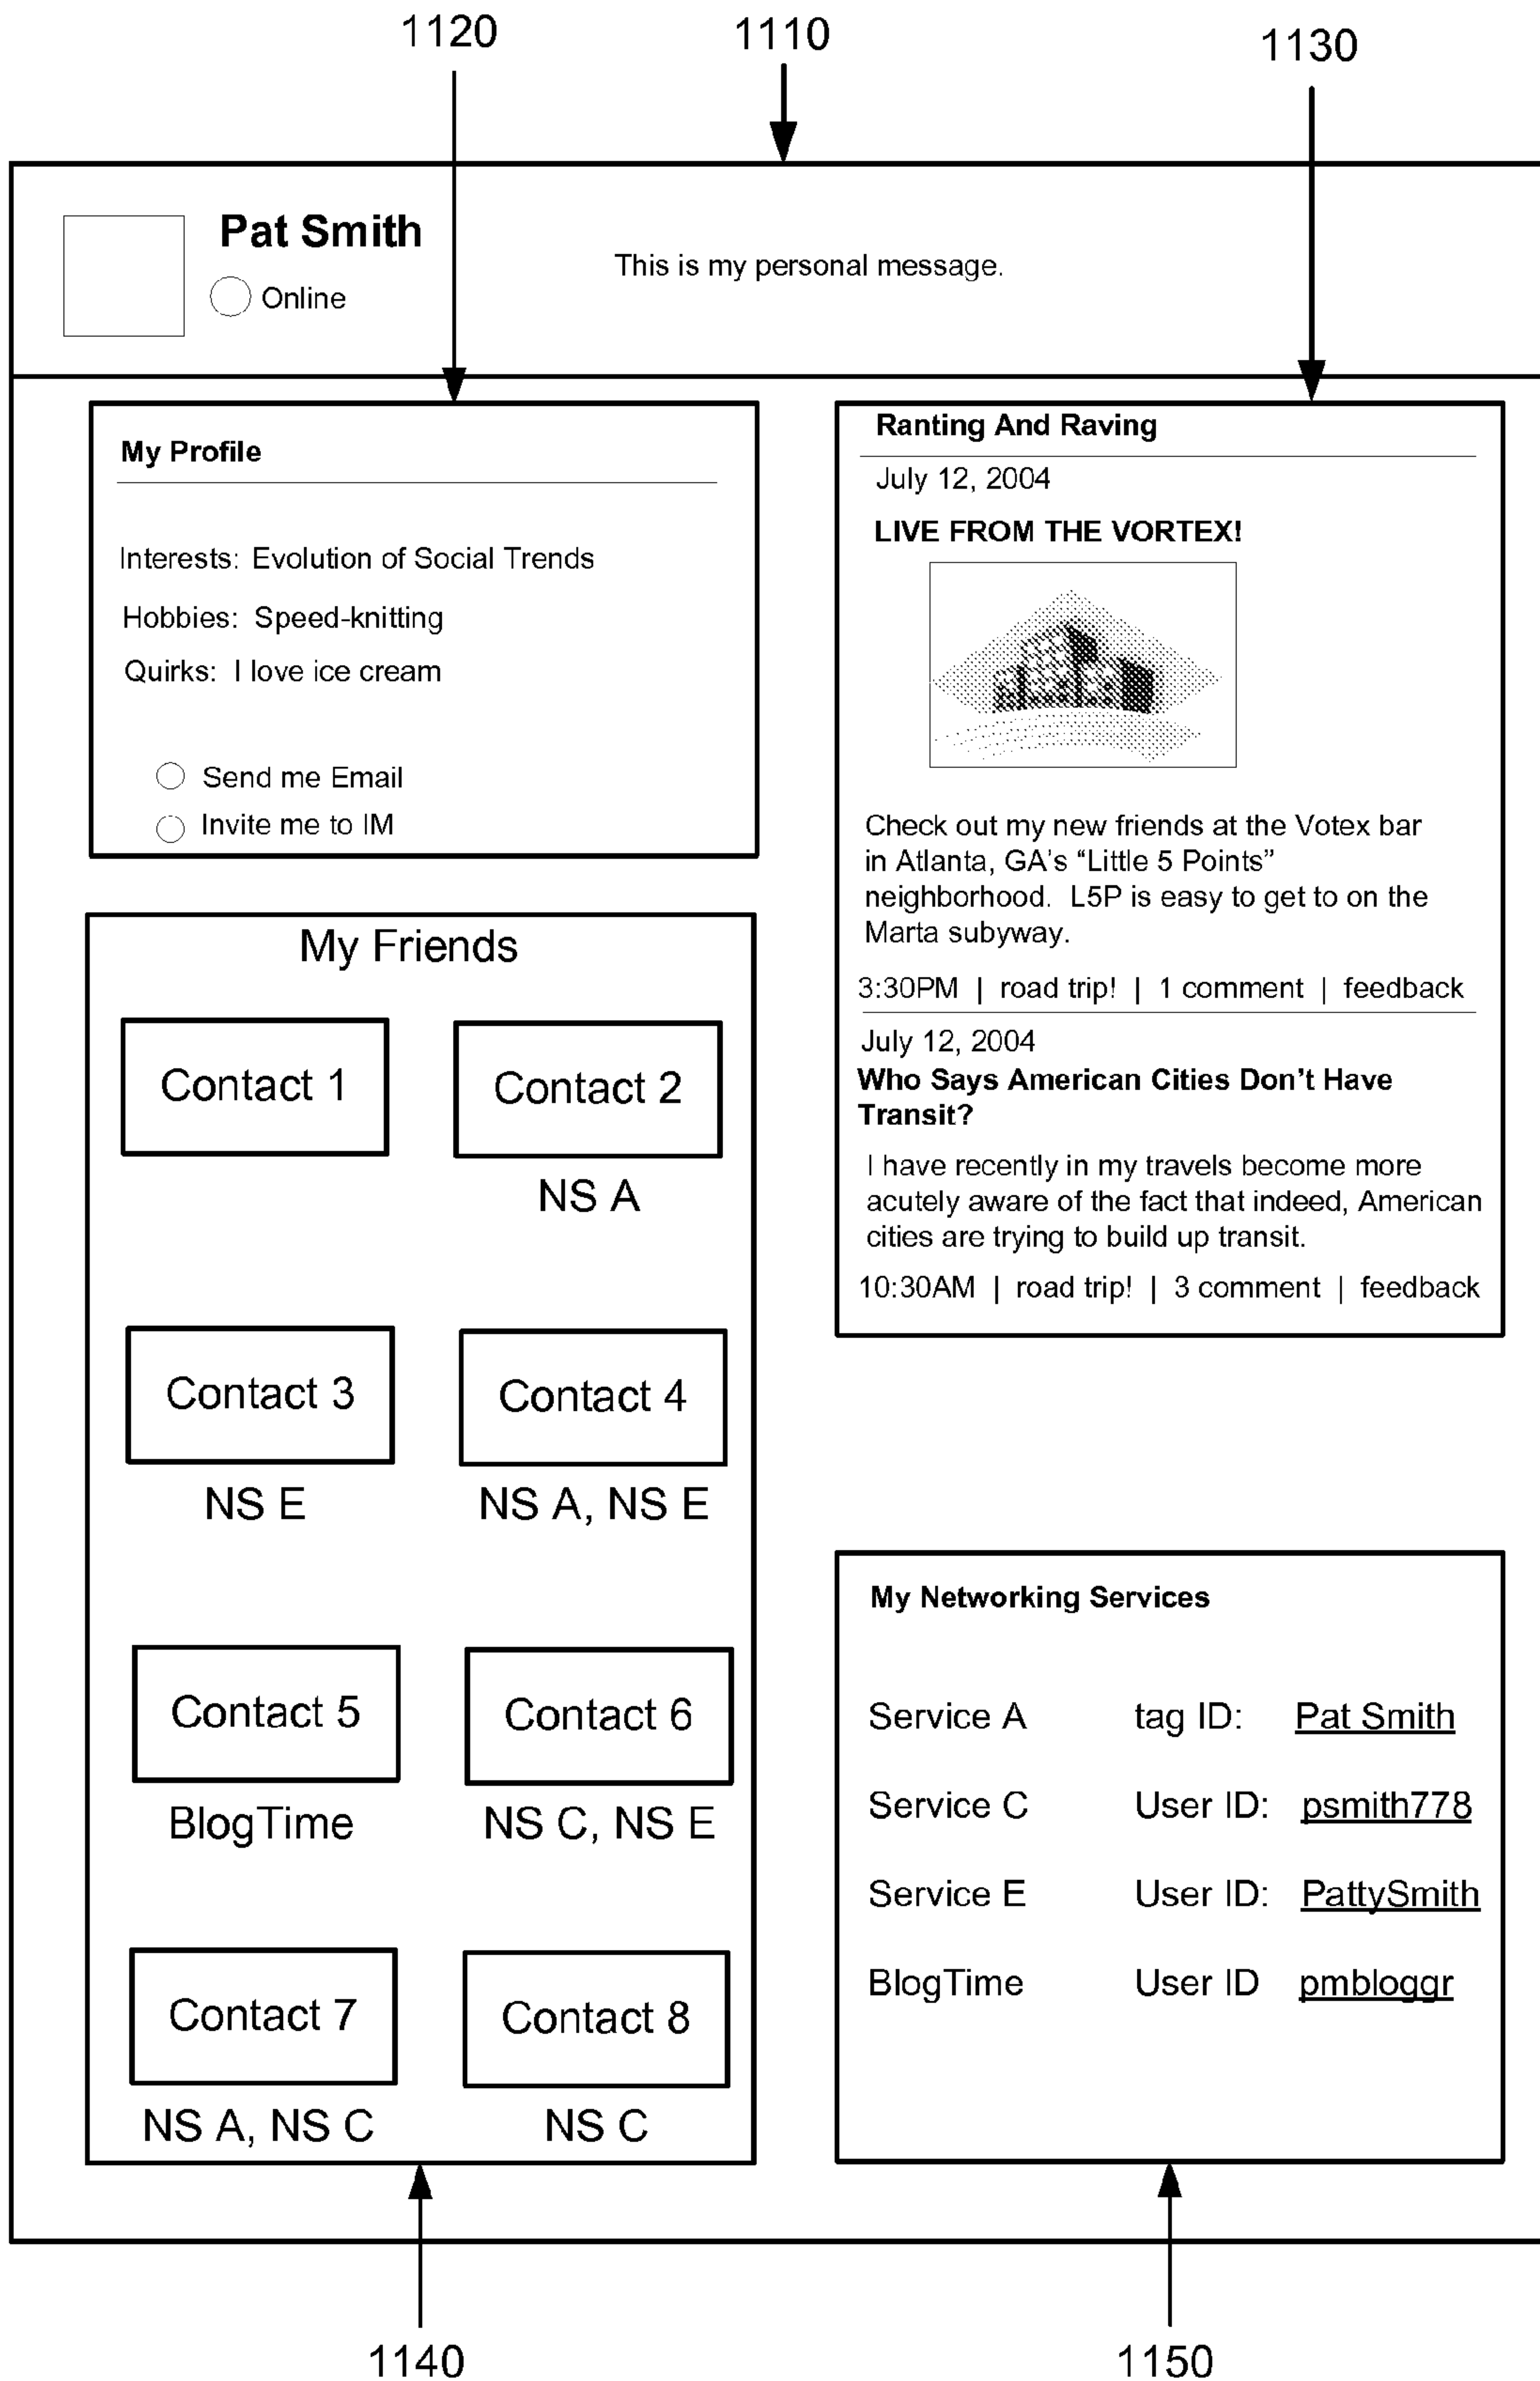 1120
1110
1130
Pat Smith
Online
This is my personal message.
My Profile
Interests: Evolution of Social Trends
Hobbies: Speed-knitting
Quirks: I love ice cream
Send me Email
Invite me to IM
Ranting And Raving
July 12, 2004
LIVE FROM THE VORTEX!
Check out my new friends at the Votex bar
in Atlanta, GA's “Little 5 Points”
neighborhood. L5P is easy to get to on the
Marta subyway.
3:30PM | road trip! | 1 comment | feedback
July 12, 2004
Who Says American Cities Don't Have
Transit?
I have recently in my travels become more
acutely aware of the fact that indeed, American
cities are trying to build up transit.
10:30AM | road trip! | 3 comment | feedback
My Friends
Contact 1
Contact 2
NS A
Contact 3
Contact 4
NS E
NS A, NS E
Contact 5
Contact 6
BlogTime
NS C, NS E
Contact 7
Contact 8
NS A, NS C
NS C
My Networking Services
Service A tag ID: Pat Smith
Service C User ID: psmith778
Service E User ID: PattySmith
BlogTime User ID pmbloggr
1140
1150